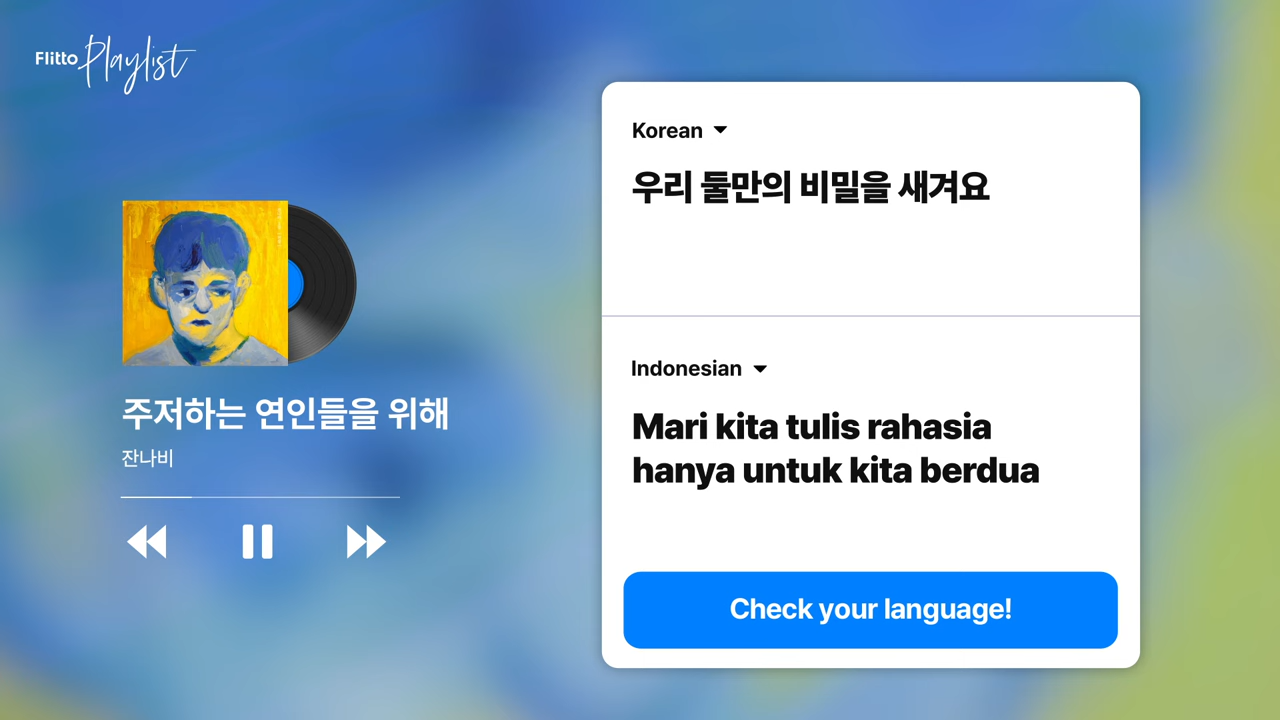 Flitto Playlist
주저하는 연인들을 위해
잔나비
Korean
우리 둘만의 비밀을 새겨요
Indonesian
Mari kita tulis rahasia
hanya untuk kita berdua
Check your language!